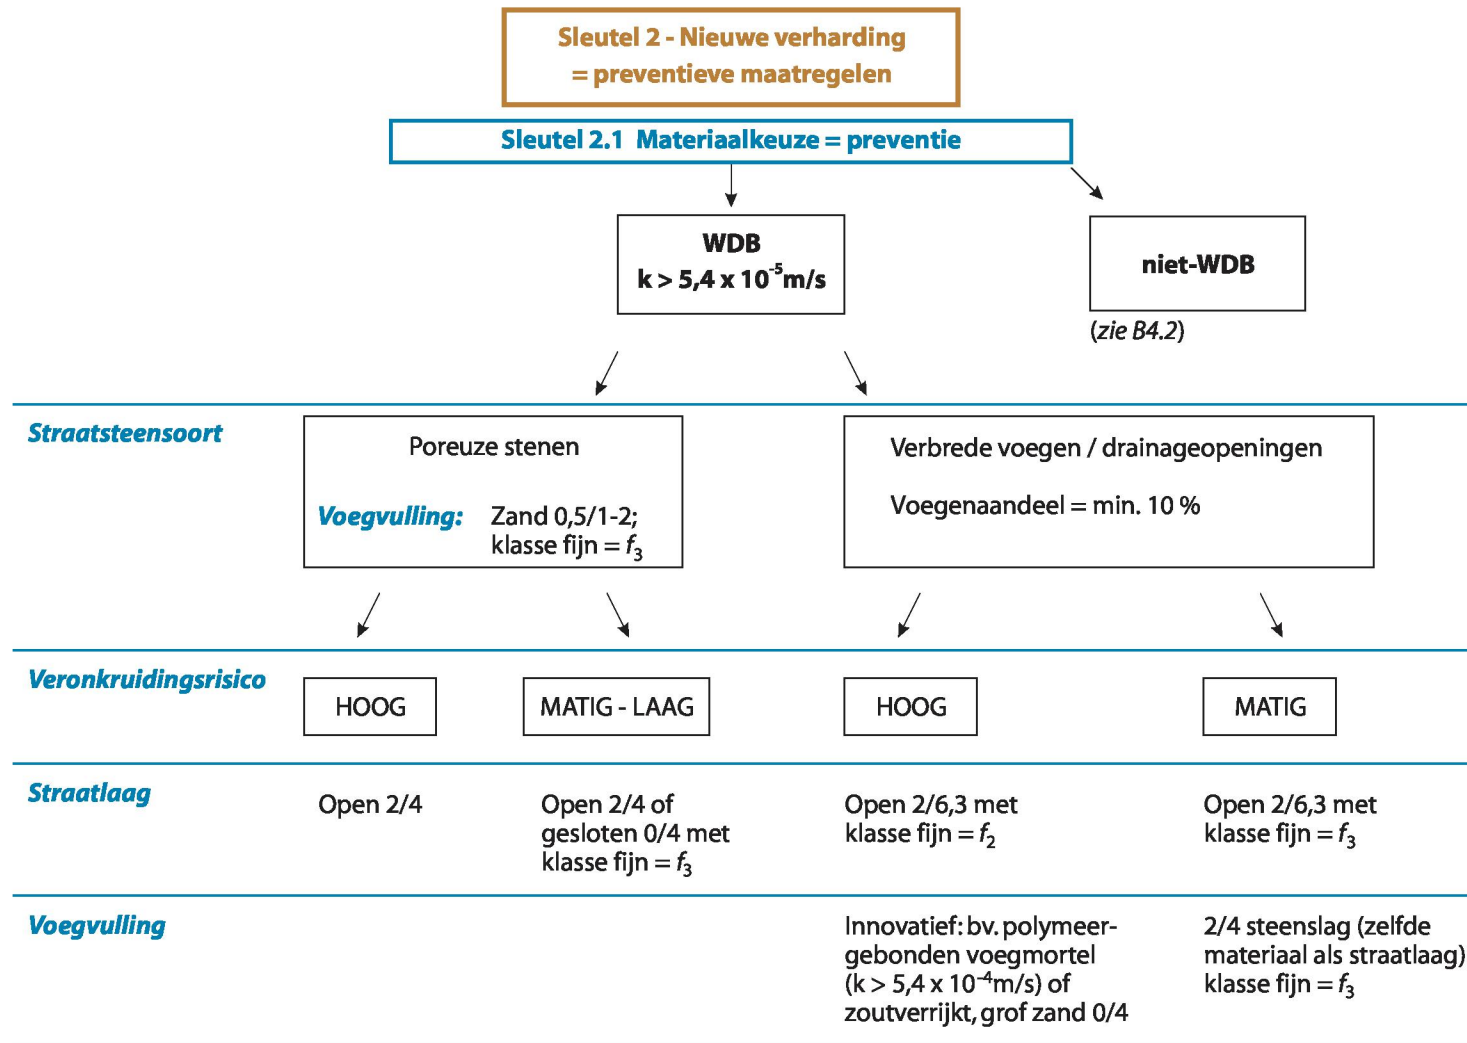 Sleutel 2 - Nieuwe verharding
= preventieve maatregelen
Sleutel 2.1 Materiaalkeuze = preventie
WDB
k > 5,4 x 10⁻⁵m/s
niet-WDB
(zie B4.2)
Straatsteensoort
Poreuze stenen
Voegvulling: Zand 0,5/1-2;
klasse fijn = f₃
Verbrede voegen / drainageopeningen
Voegenaandeel = min. 10 %
Veronkruidingsrisico
HOOG
MATIG - LAAG
HOOG
MATIG
Straatlaag
Open 2/4
Open 2/4 of
gesloten 0/4 met
klasse fijn = f₃
Open 2/6,3 met
klasse fijn = f₂
Open 2/6,3 met
klasse fijn = f₃
Voegvulling
Innovatief: bv. polymeer-
gebonden voegmortel
(k > 5,4 x 10⁻⁴m/s) of
zoutverrijkt, grof zand 0/4
2/4 steenslag (zelfde
materiaal als straatlaag)
klasse fijn = f₃